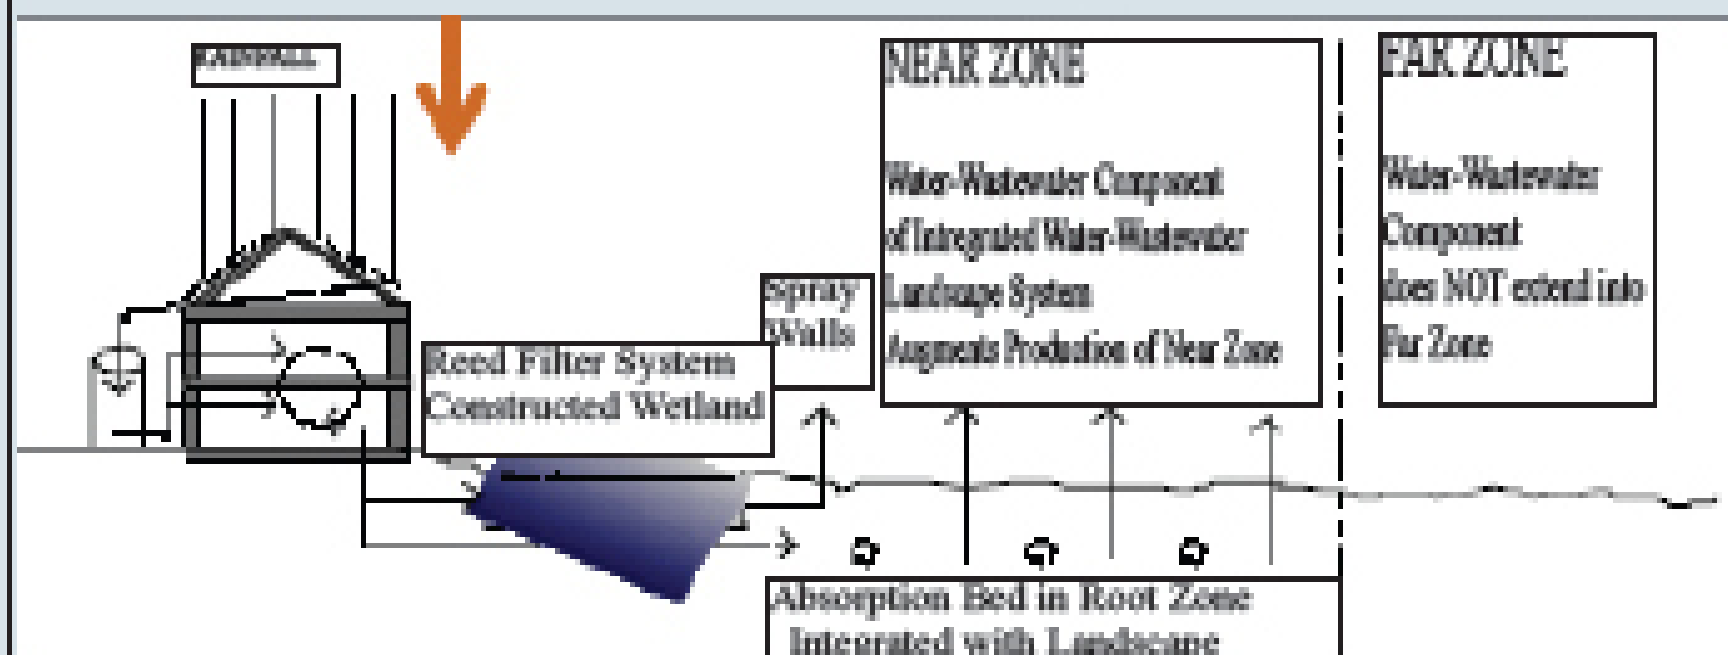 RAINFALL
NEAR ZONE
Water-Wastewater Component
of Intregrated Water-Wastewater
Landscape System
Augments Production of Near Zone
FAR ZONE
Water-Wastewater
Component
does NOT extend into
Far Zone
Spray
Walls
Reed Filter System
Constructed Wetland
Absorption Bed in Root Zone
Integrated with Landscape